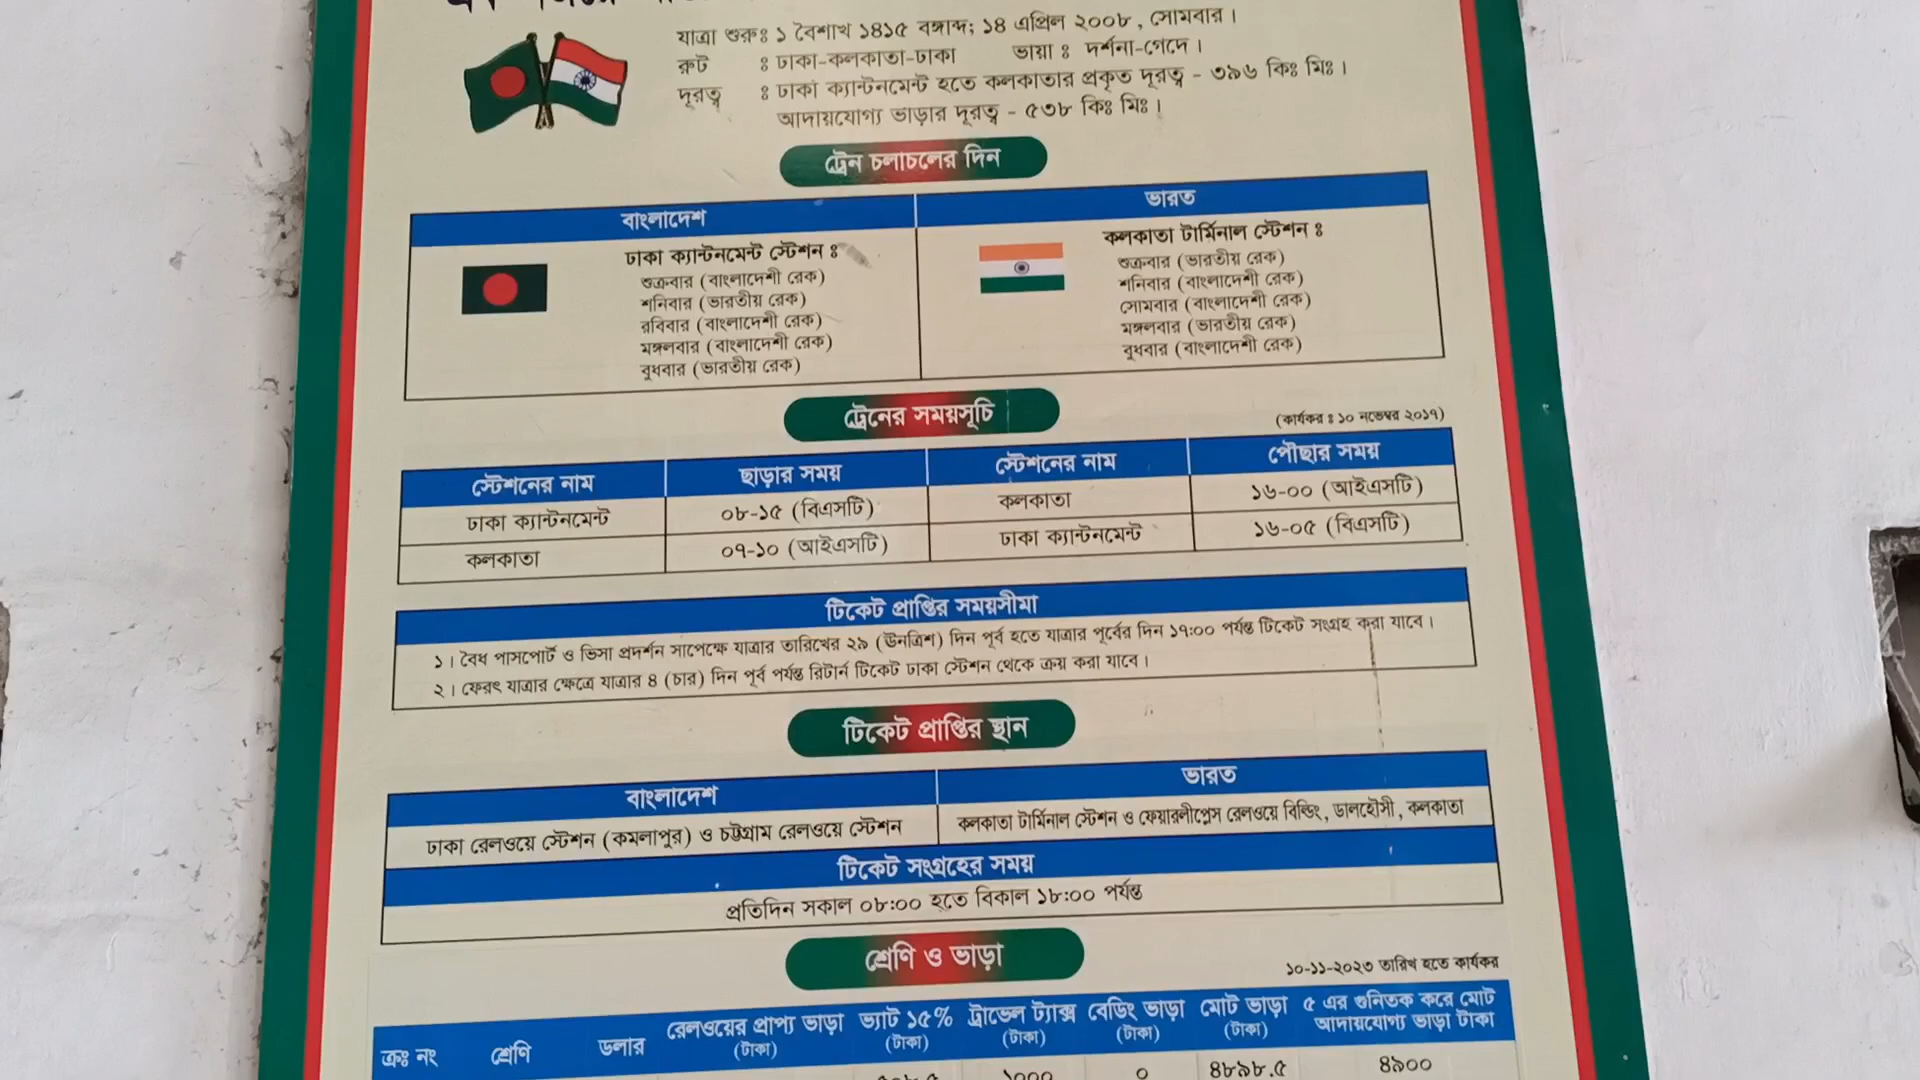 যাত্রা শুরুঃ ১ বৈশাখ ১৪১৫ বঙ্গাব্দ; ১৪ এপ্রিল ২০০৮, সোমবার।
রুট ঃ ঢাকা-কলকাতা-ঢাকা ভায়া ঃ দর্শনা-গেদে।
দূরত্ব ঃ ঢাকা ক্যান্টনমেন্ট হতে কলকাতার প্রকৃত দূরত্ব - ৩৯৬ কিঃ মিঃ।
আদায়যোগ্য ভাড়ার দূরত্ব - ৫৩৮ কিঃ মিঃ।
ট্রেন চলাচলের দিন
বাংলাদেশ ভারত
ঢাকা ক্যান্টনমেন্ট স্টেশন ঃ
শুক্রবার (বাংলাদেশী রেক)
শনিবার (ভারতীয় রেক)
রবিবার (বাংলাদেশী রেক)
মঙ্গলবার (বাংলাদেশী রেক)
বুধবার (ভারতীয় রেক)
কলকাতা টার্মিনাল স্টেশন ঃ
শুক্রবার (ভারতীয় রেক)
শনিবার (বাংলাদেশী রেক)
সোমবার (বাংলাদেশী রেক)
মঙ্গলবার (ভারতীয় রেক)
বুধবার (বাংলাদেশী রেক)
ট্রেনের সময়সূচি
(কার্যকর ঃ ১০ নভেম্বর ২০১৭)
স্টেশনের নাম ছাড়ার সময় স্টেশনের নাম পৌছার সময়
ঢাকা ক্যান্টনমেন্ট ০৮-১৫ (বিএসটি) কলকাতা ১৬-০০ (আইএসটি)
কলকাতা ০৭-১০ (আইএসটি) ঢাকা ক্যান্টনমেন্ট ১৬-০৫ (বিএসটি)
টিকেট প্রাপ্তির সময়সীমা
১। বৈধ পাসপোর্ট ও ভিসা প্রদর্শন সাপেক্ষে যাত্রার তারিখের ২৯ (ঊনত্রিশ) দিন পূর্ব হতে যাত্রার পূর্বের দিন ১৭:০০ পর্যন্ত টিকেট সংগ্রহ করা যাবে।
২। ফেরৎ যাত্রার ক্ষেত্রে যাত্রার ৪ (চার) দিন পূর্ব পর্যন্ত রিটার্ন টিকেট ঢাকা স্টেশন থেকে ক্রয় করা যাবে।
টিকেট প্রাপ্তির স্থান
বাংলাদেশ ভারত
ঢাকা রেলওয়ে স্টেশন (কমলাপুর) ও চট্টগ্রাম রেলওয়ে স্টেশন কলকাতা টার্মিনাল স্টেশন ও ফেয়ারলীপ্লেস রেলওয়ে বিল্ডিং, ডালহৌসী, কলকাতা
টিকেট সংগ্রহের সময়
প্রতিদিন সকাল ০৮:০০ হতে বিকাল ১৮:০০ পর্যন্ত
শ্রেণি ও ভাড়া
১০-১১-২০২৩ তারিখ হতে কার্যকর
ক্রঃ নং শ্রেণি ডলার রেলওয়ের প্রাপ্য ভাড়া (টাকা) ভ্যাট ১৫% (টাকা) ট্রাভেল ট্যাক্স (টাকা) বেডিং ভাড়া (টাকা) মোট ভাড়া (টাকা) ৫ এর গুনিতক করে মোট আদায়যোগ্য ভাড়া টাকা
১০০০ ০ ৪৮৯৮.৫ ৪৯০০